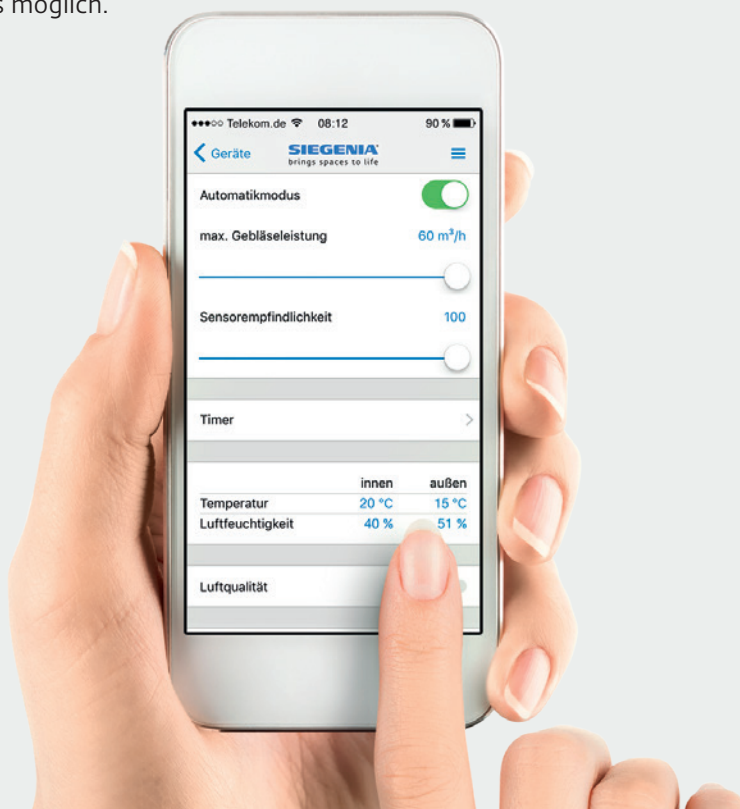 s möglich.
Telekom.de 08:12 90 %
Geräte SIEGENIA
brings spaces to life
Automatikmodus
max. Gebläseleistung 60 m³/h
Sensorempfindlichkeit 100
Timer
innen außen
Temperatur 20 °C 15 °C
Luftfeuchtigkeit 40 % 51 %
Luftqualität